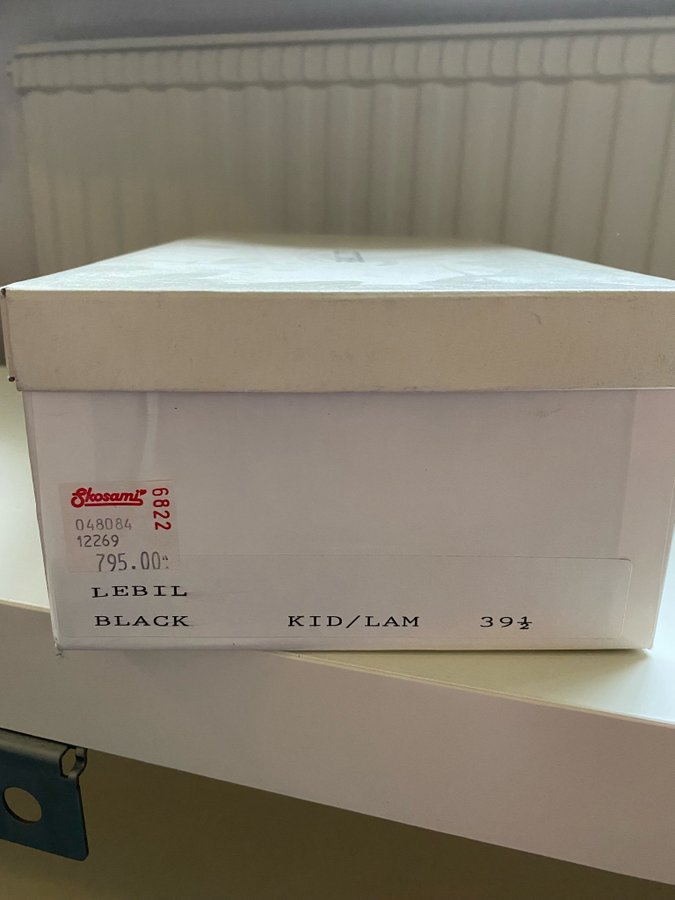 Skosami
6822
048084
12269
795.00
LEBIL
BLACK KID/LAM 39½